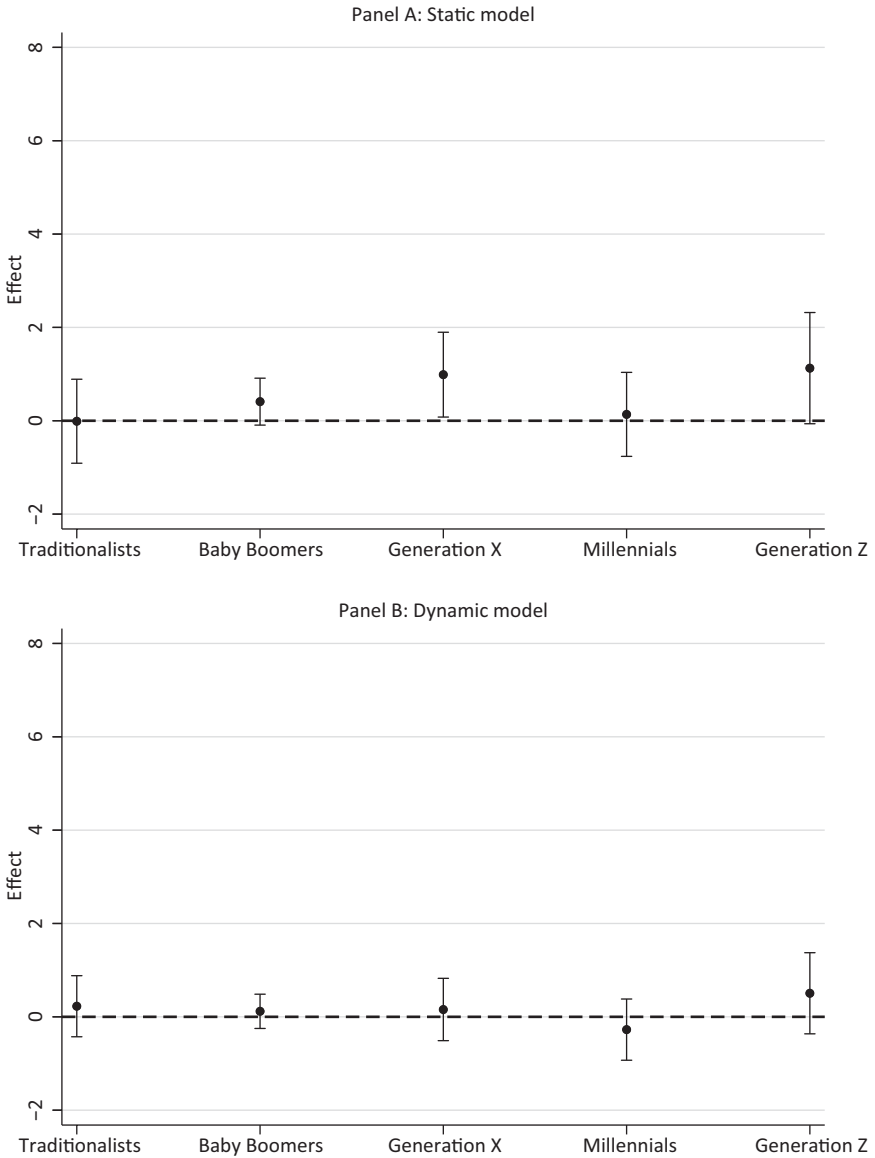 Panel A: Static model
8
6
4
2
0
−2
Effect
Traditionalists Baby Boomers Generation X Millennials Generation Z
Panel B: Dynamic model
8
6
4
2
0
−2
Effect
Traditionalists Baby Boomers Generation X Millennials Generation Z